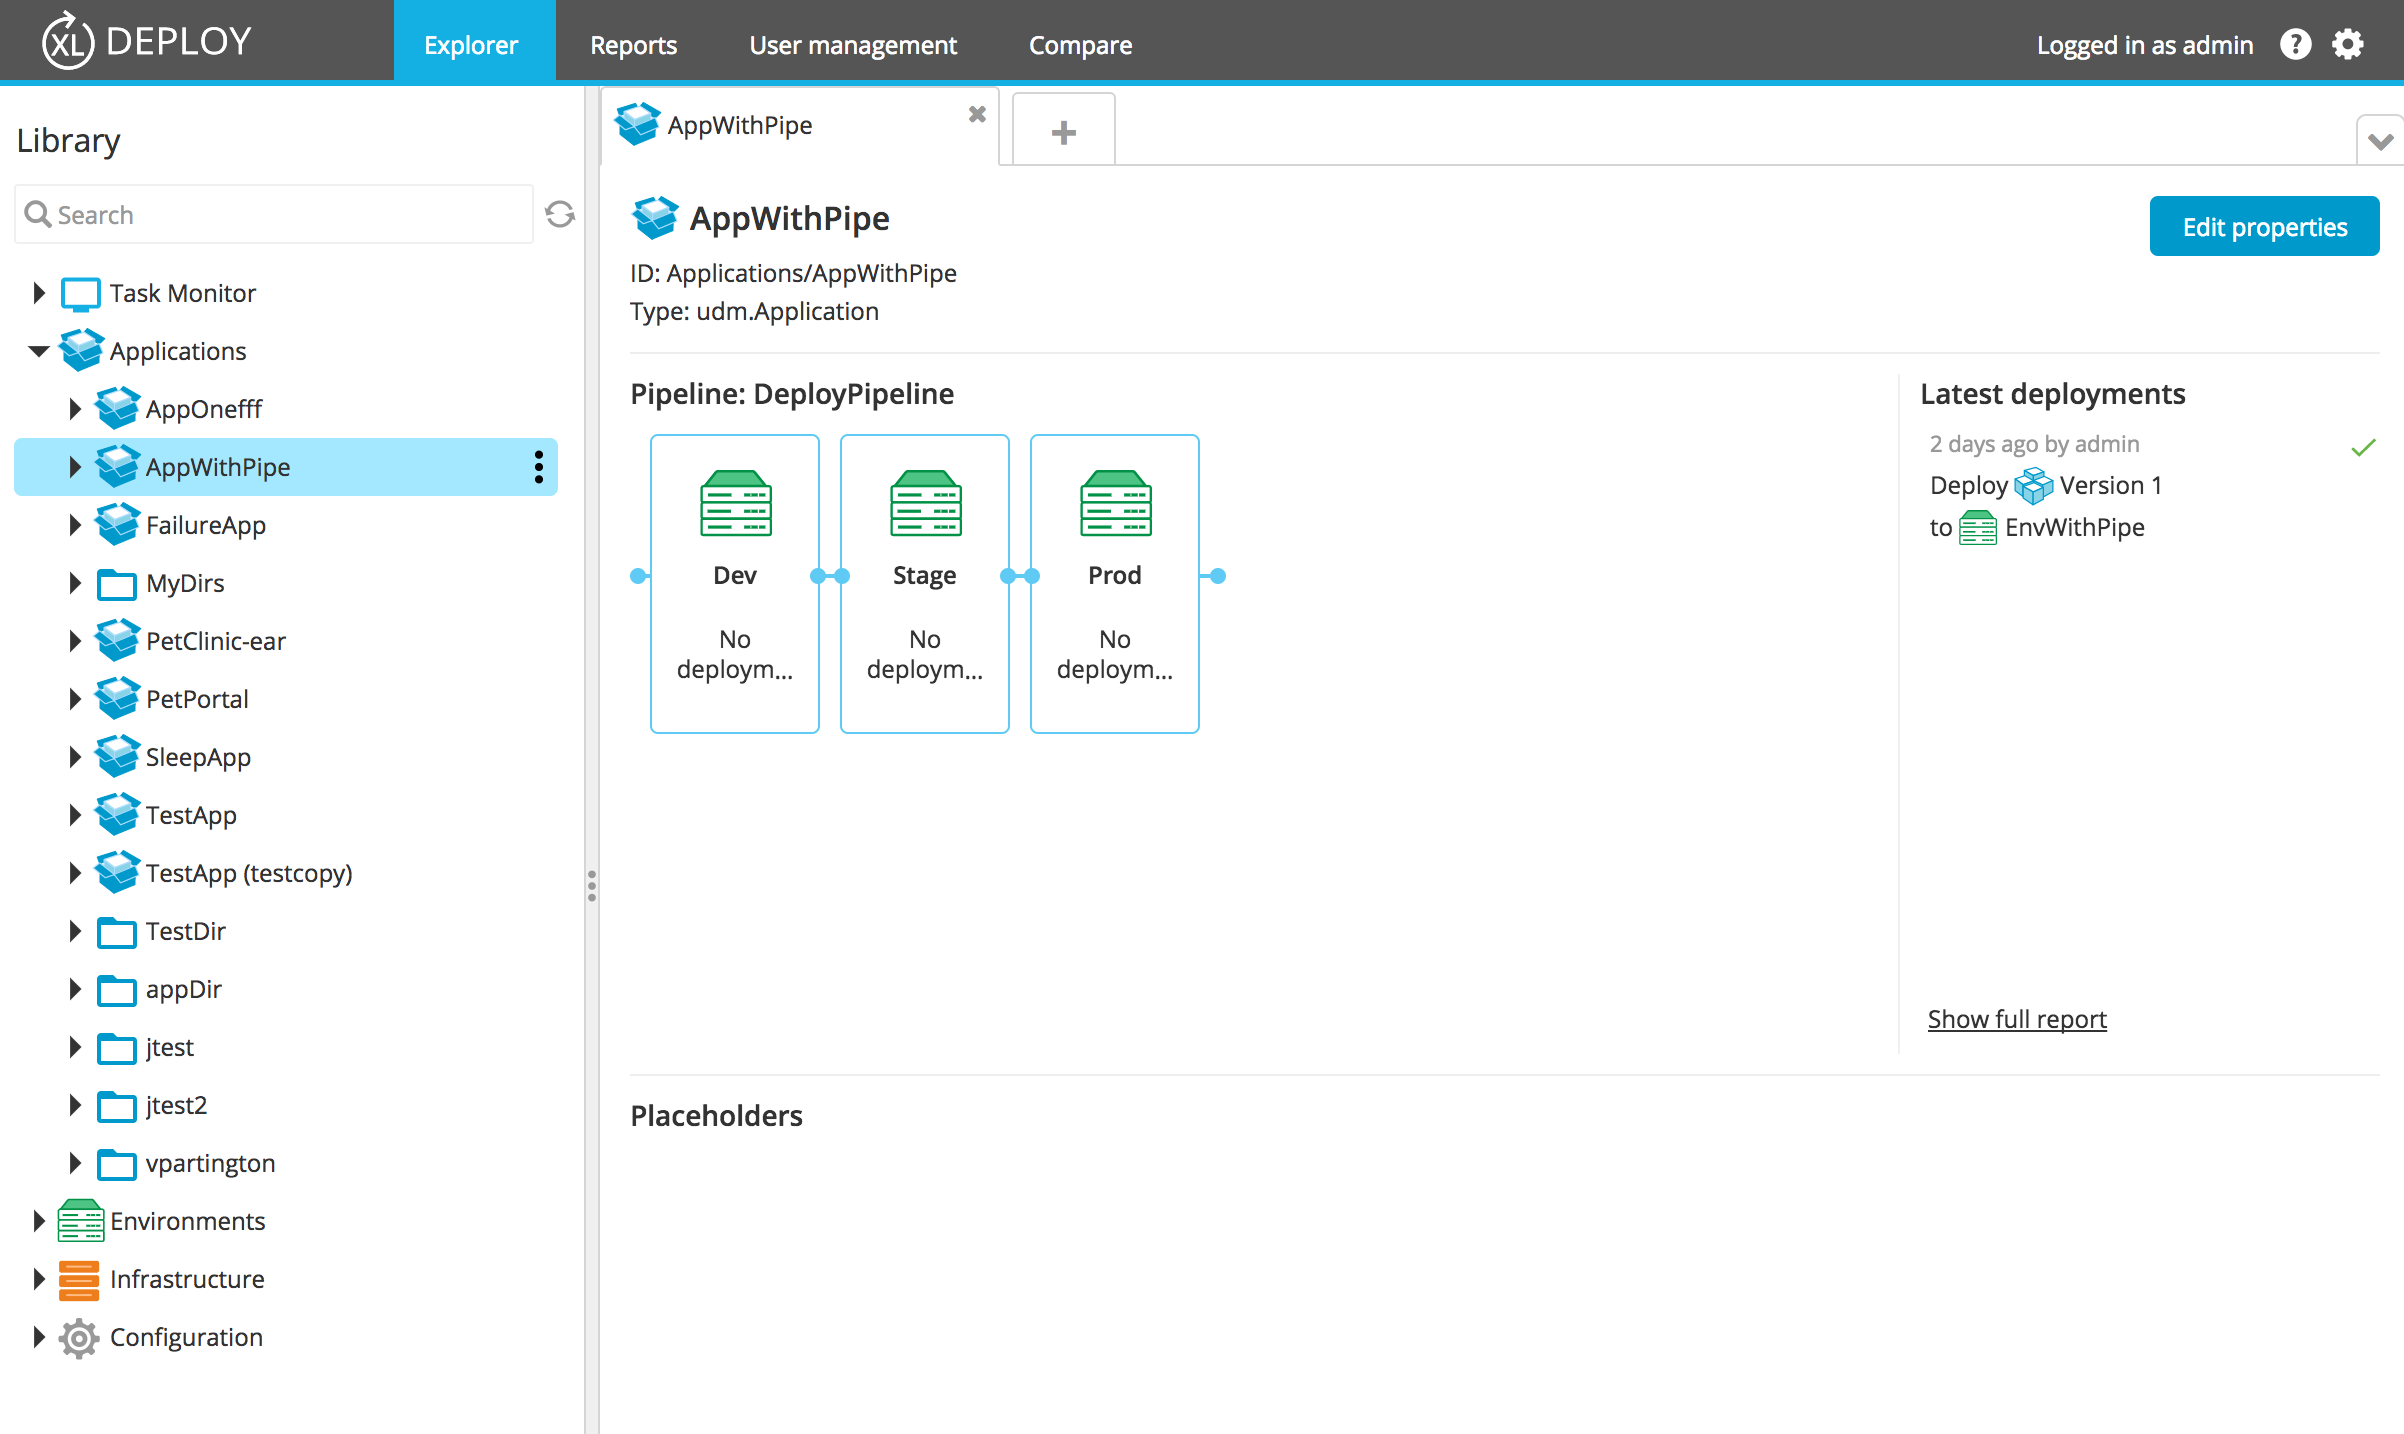 XL DEPLOY
Explorer
Reports
User management
Compare
Logged in as admin
?
Library
Search
Task Monitor
Applications
AppOnefff
AppWithPipe
FailureApp
MyDirs
PetClinic-ear
PetPortal
SleepApp
TestApp
TestApp (testcopy)
TestDir
appDir
jtest
jtest2
vpartington
Environments
Infrastructure
Configuration
AppWithPipe
AppWithPipe
Edit properties
ID: Applications/AppWithPipe
Type: udm.Application
Pipeline: DeployPipeline
Dev
No
deploym...
Stage
No
deploym...
Prod
No
deploym...
Latest deployments
2 days ago by admin
Deploy Version 1
to EnvWithPipe
Show full report
Placeholders